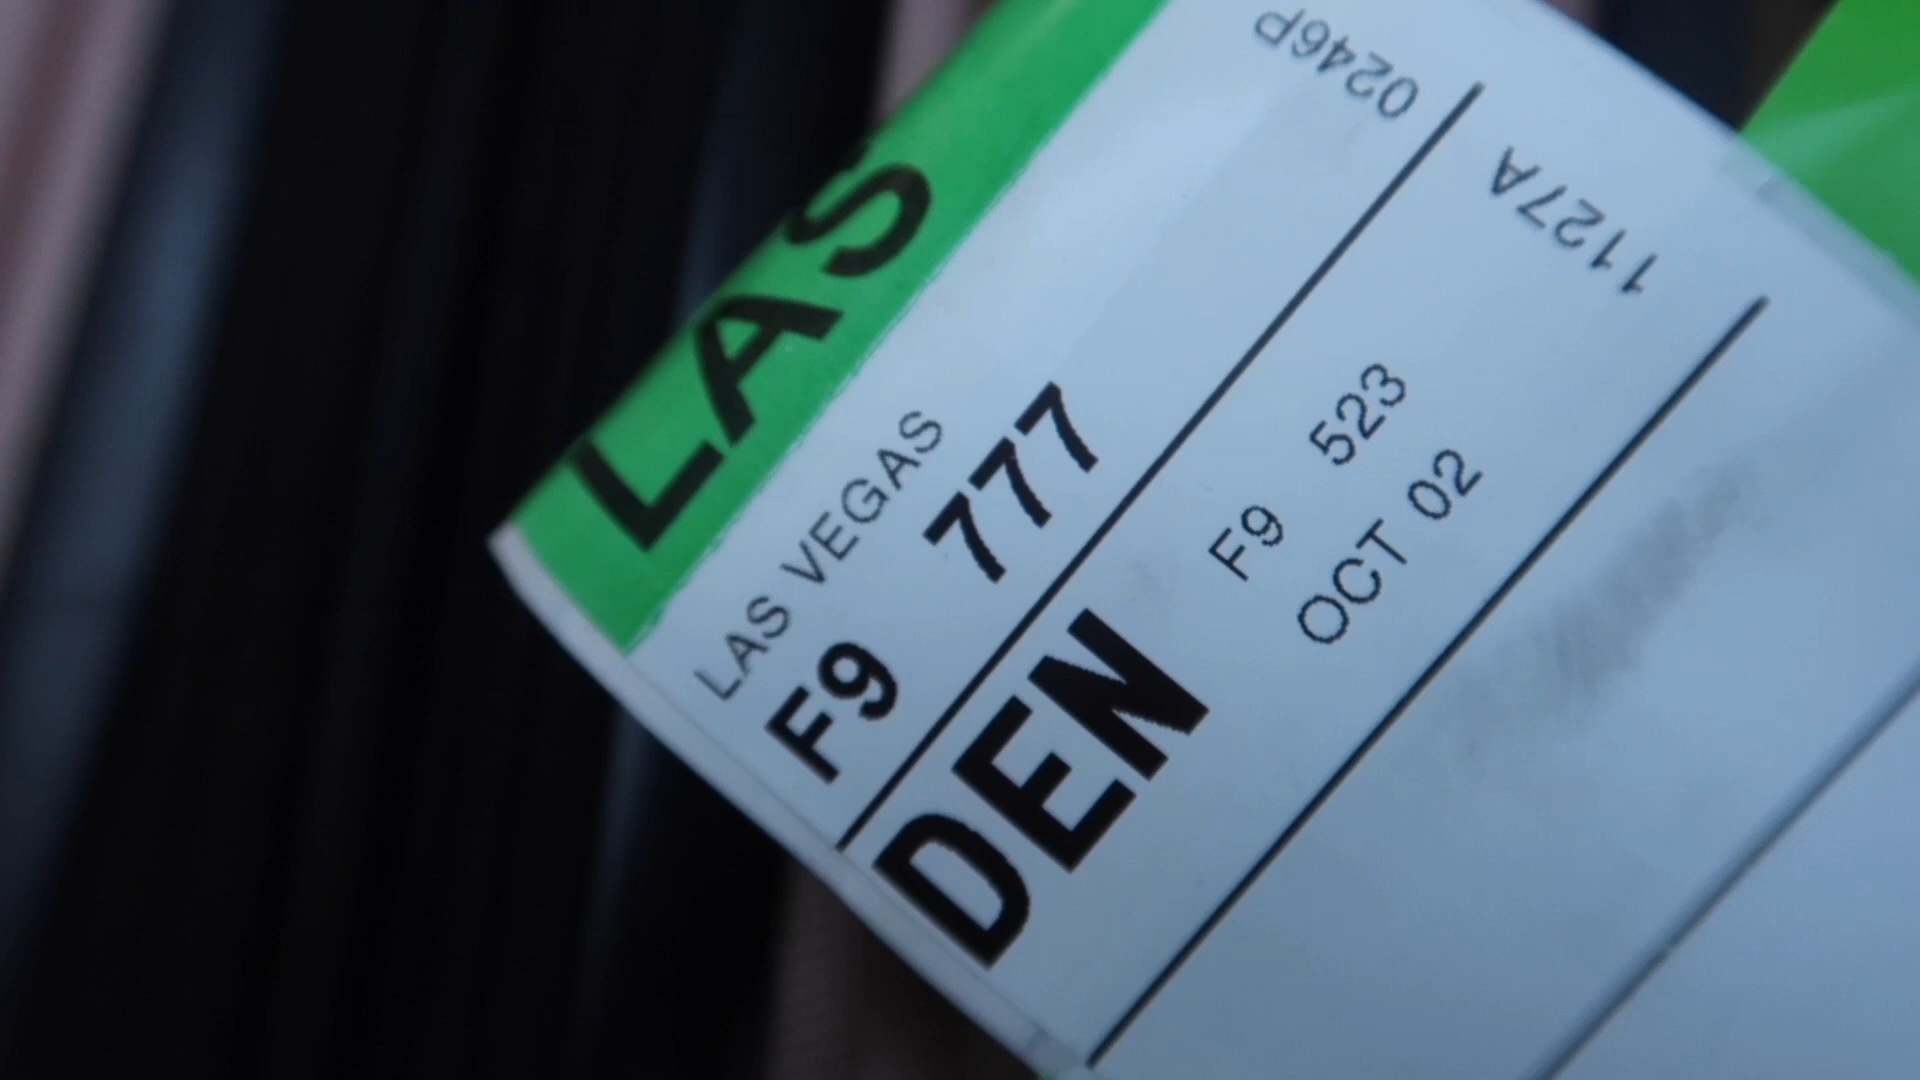 LAS
LAS VEGAS
F9 777
0246P
DEN
F9 523
OCT 02
1127A